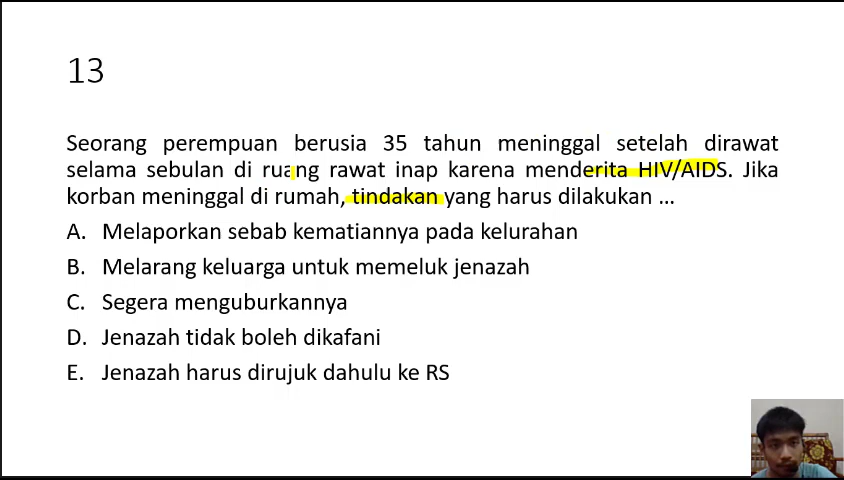 13
Seorang perempuan berusia 35 tahun meninggal setelah dirawat
selama sebulan di ruang rawat inap karena menderita HIV/AIDS. Jika
korban meninggal di rumah, tindakan yang harus dilakukan ...
A. Melaporkan sebab kematiannya pada kelurahan
B. Melarang keluarga untuk memeluk jenazah
C. Segera menguburkannya
D. Jenazah tidak boleh dikafani
E. Jenazah harus dirujuk dahulu ke RS